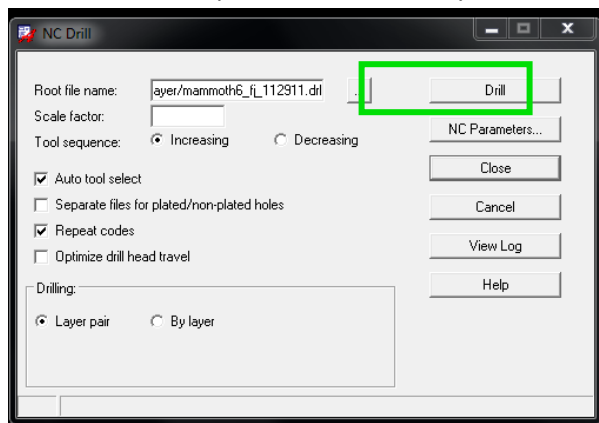 NC Drill
Root file name: ayer/mammoth6_fj_112911.drl ... Drill
Scale factor:
Tool sequence: Increasing Decreasing NC Parameters...
Auto tool select Close
Separate files for plated/non-plated holes Cancel
Repeat codes
Optimize drill head travel View Log
Drilling: Help
Layer pair By layer